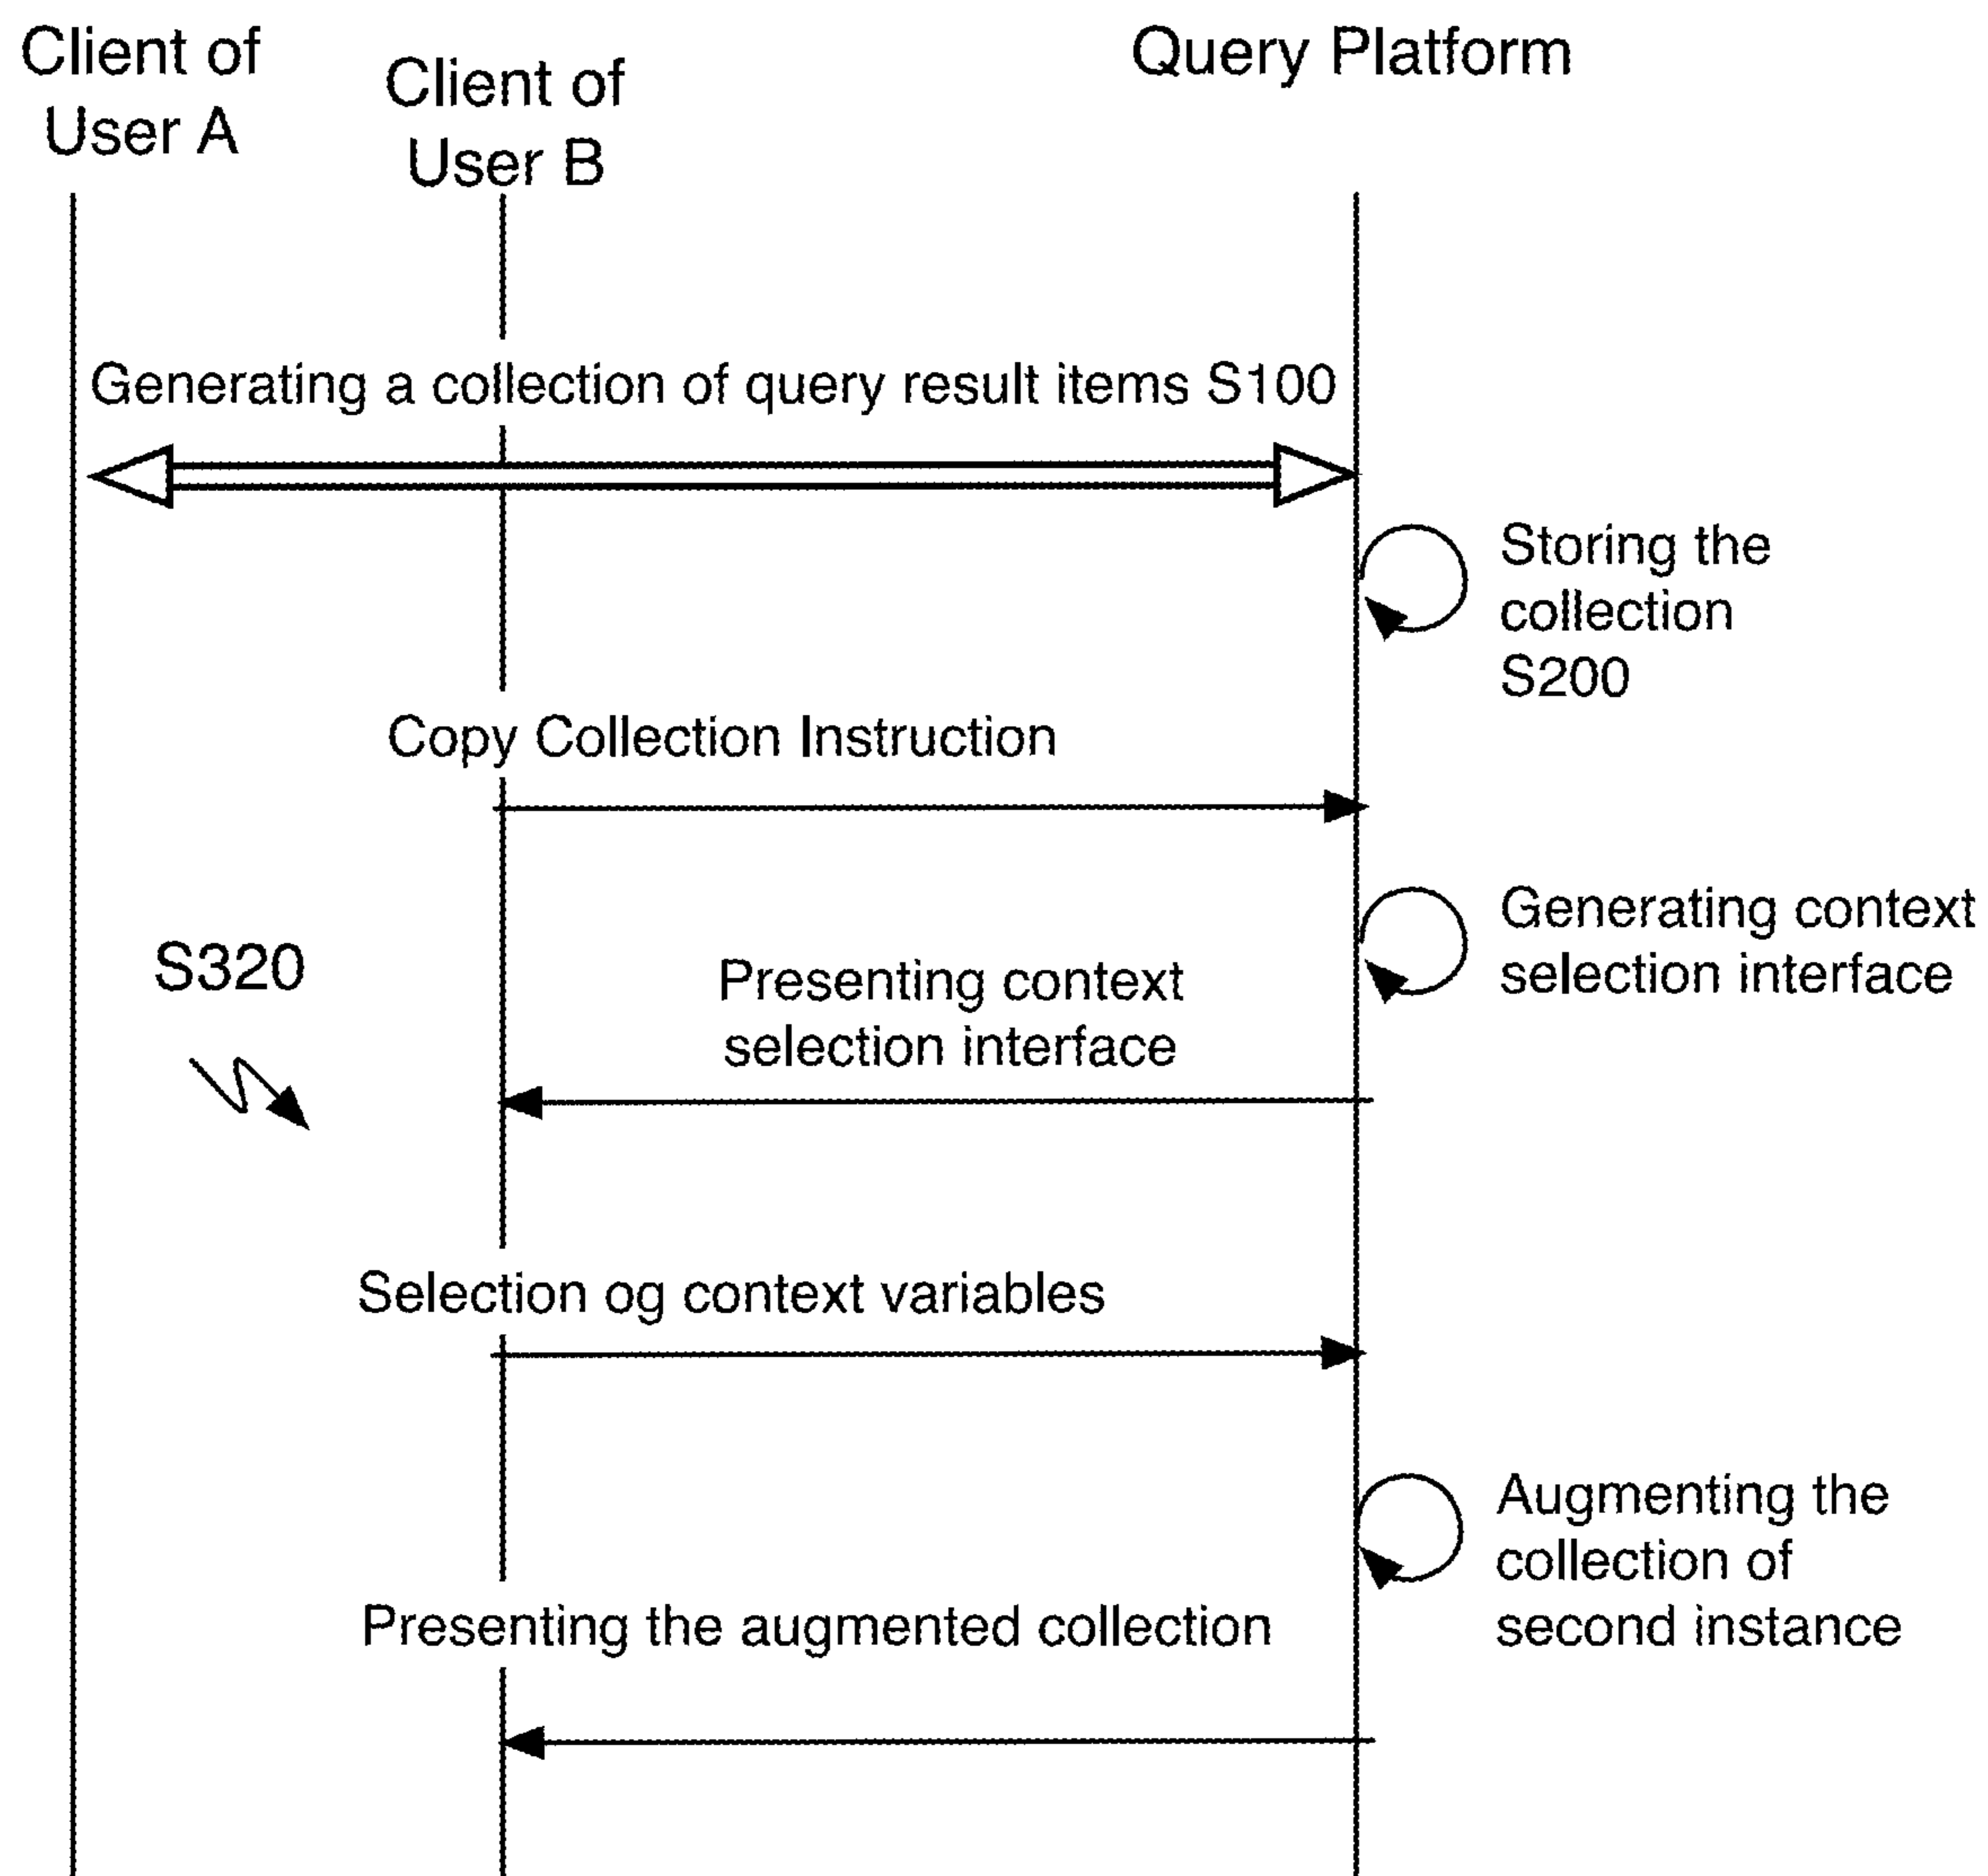 Client of
User A
Client of
User B
Query Platform
Generating a collection of query result items S100
Storing the
collection
S200
Copy Collection Instruction
Generating context
selection interface
S320
Presenting context
selection interface
Selection og context variables
Augmenting the
collection of
second instance
Presenting the augmented collection